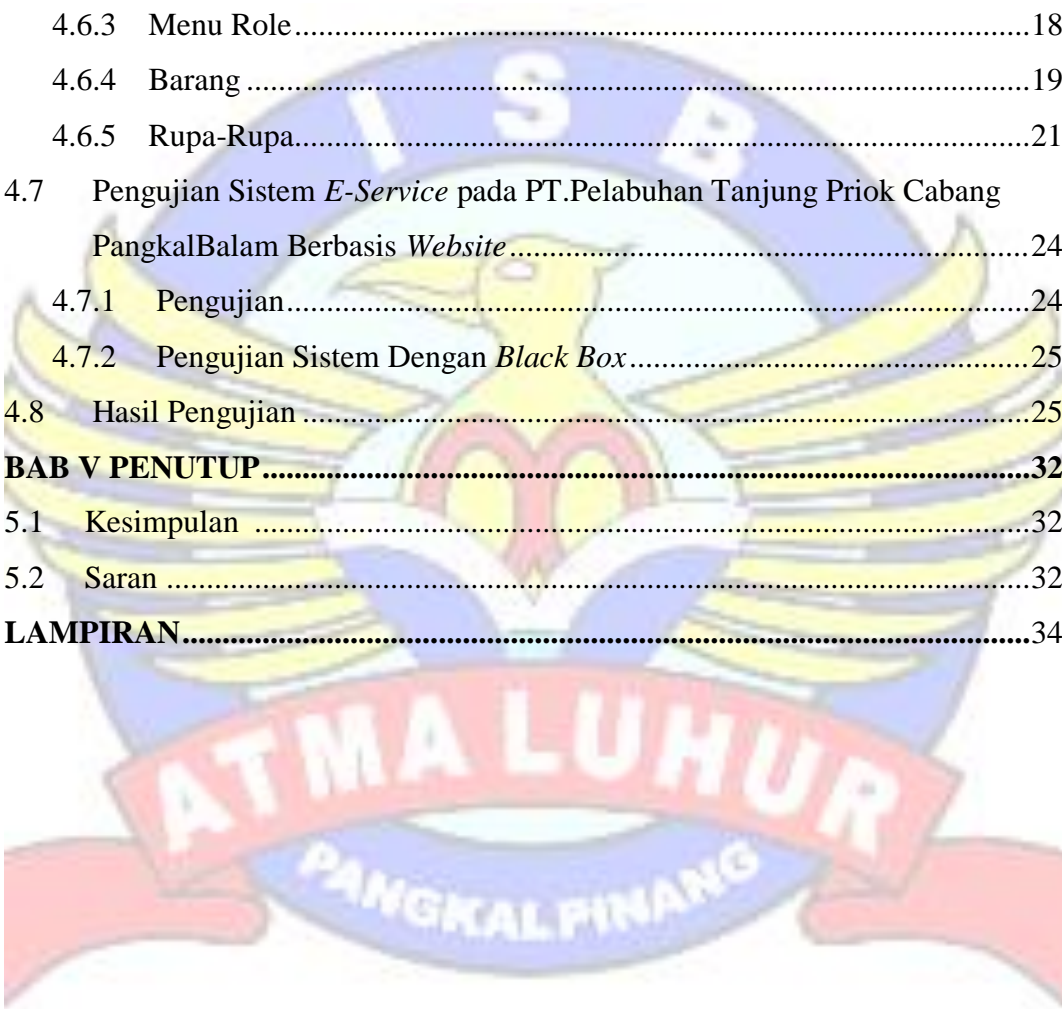 4.6.3 Menu Role............................................................................................18
4.6.4 Barang ..................................................................................................19
4.6.5 Rupa-Rupa............................................................................................21
4.7 Pengujian Sistem E-Service pada PT.Pelabuhan Tanjung Priok Cabang
PangkalBalam Berbasis Website.................................................................24
4.7.1 Pengujian..............................................................................................24
4.7.2 Pengujian Sistem Dengan Black Box.....................................................25
4.8 Hasil Pengujian ...........................................................................................25
BAB V PENUTUP.................................................................................................32
5.1 Kesimpulan .................................................................................................32
5.2 Saran ...........................................................................................................32
LAMPIRAN..........................................................................................................34
I S B
ATMA LUHUR
PANGKALPINANG